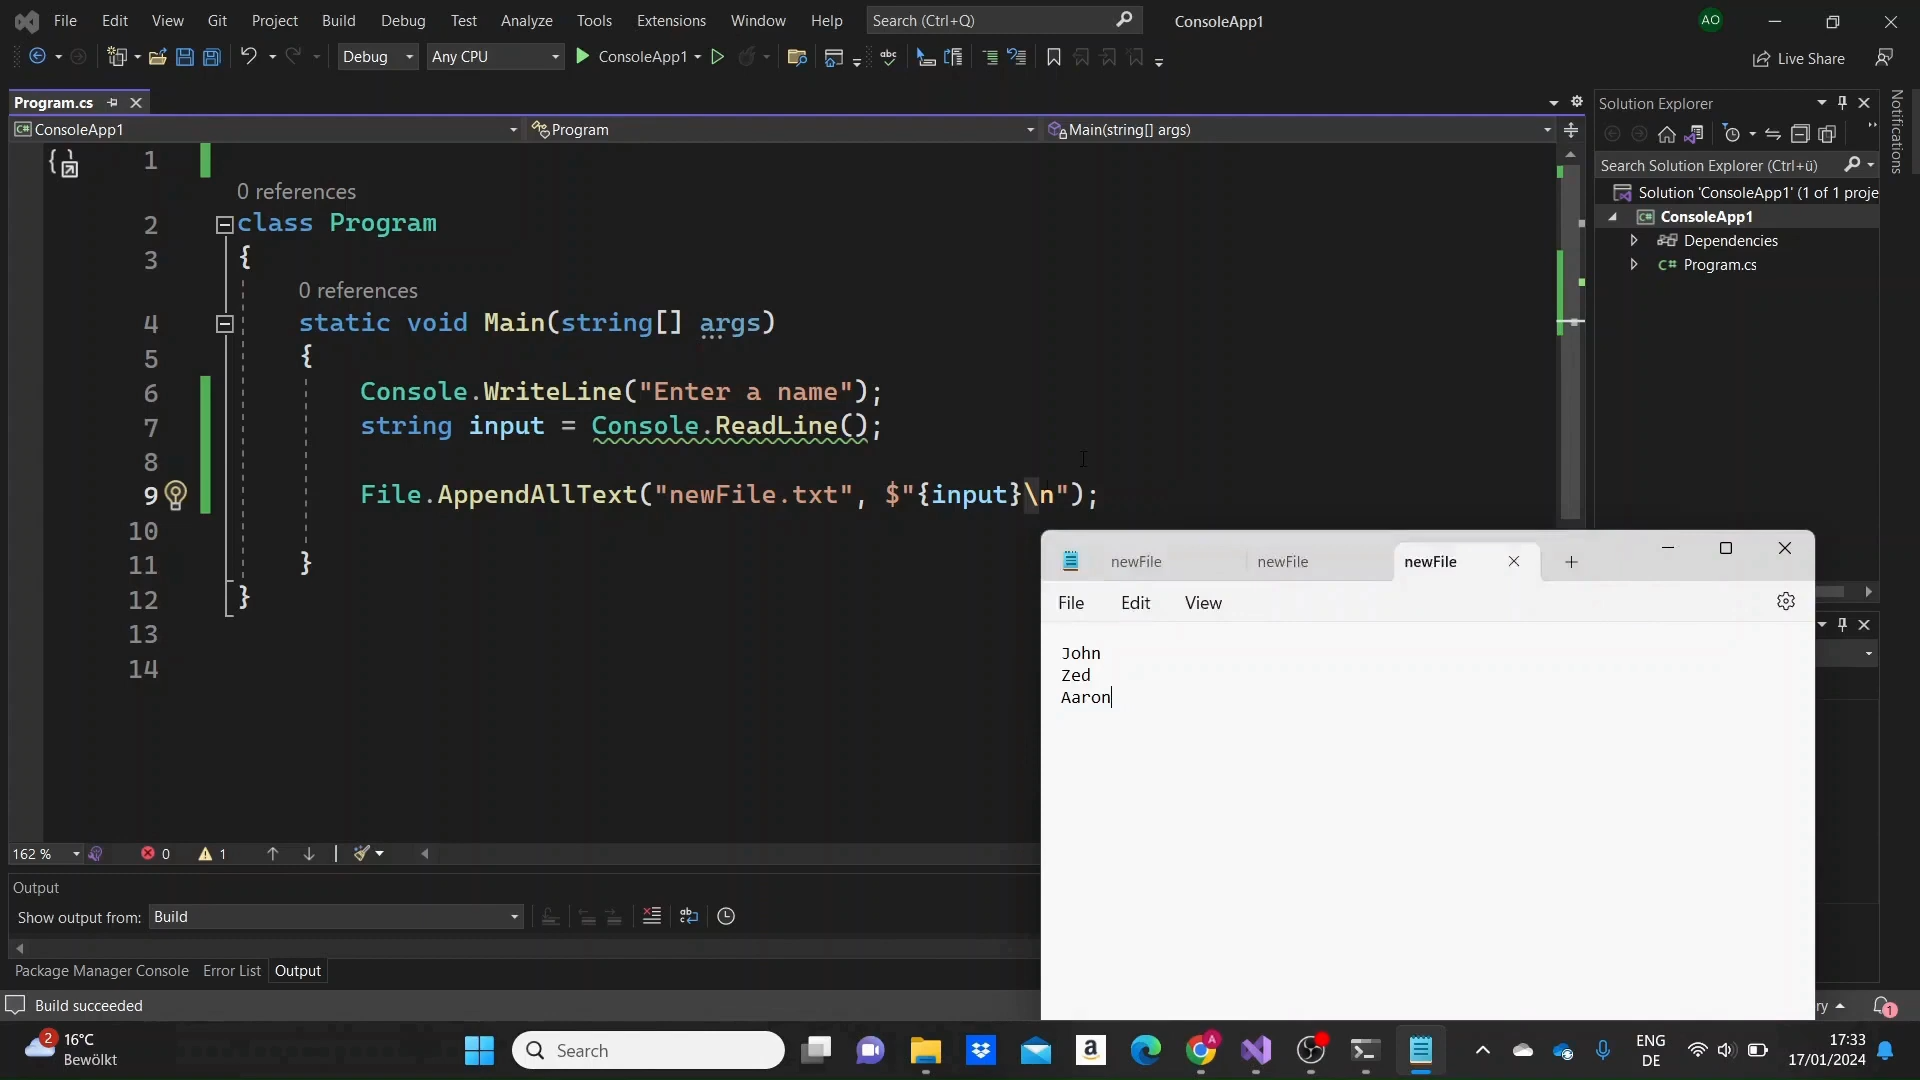 File Edit View Git Project Build Debug Test Analyze Tools Extensions Window Help Search (Ctrl+Q) ConsoleApp1 AO
Debug Any CPU ConsoleApp1 Live Share
Program.cs
ConsoleApp1 Program Main(string[] args)
1
0 references
2 class Program
3 {
0 references
4 static void Main(string[] args)
5 {
6 Console.WriteLine("Enter a name");
7 string input = Console.ReadLine();
8
9 File.AppendAllText("newFile.txt", $"{input}\n");
10
11 }
12 }
13
14
Solution Explorer
Search Solution Explorer (Ctrl+ü)
Solution 'ConsoleApp1' (1 of 1 proje
ConsoleApp1
Dependencies
C# Program.cs
Notifications
newFile newFile newFile
File Edit View
John
Zed
Aaron
162 % 0 1
Output
Show output from: Build
Package Manager Console Error List Output
Build succeeded
ry 1
2 16°C
Bewölkt
Search
ENG
DE
17:33
17/01/2024